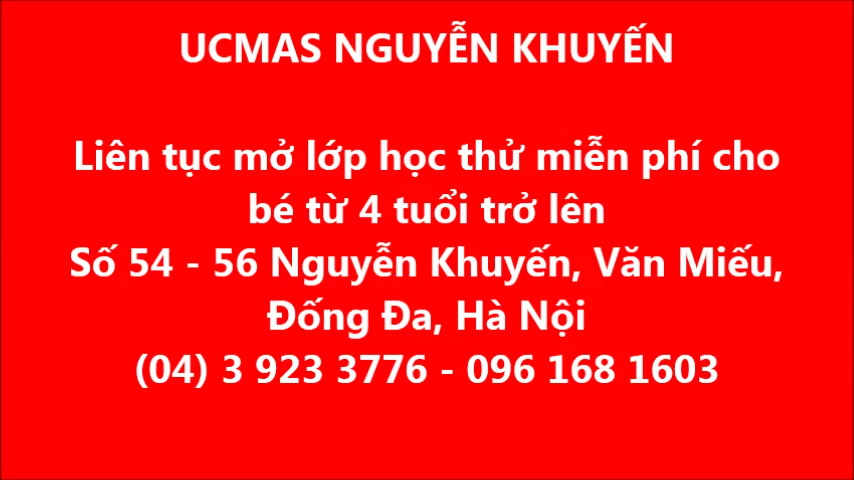 UCMAS NGUYỄN KHUYẾN
Liên tục mở lớp học thử miễn phí cho
bé từ 4 tuổi trở lên
Số 54 - 56 Nguyễn Khuyến, Văn Miếu,
Đống Đa, Hà Nội
(04) 3 923 3776 - 096 168 1603